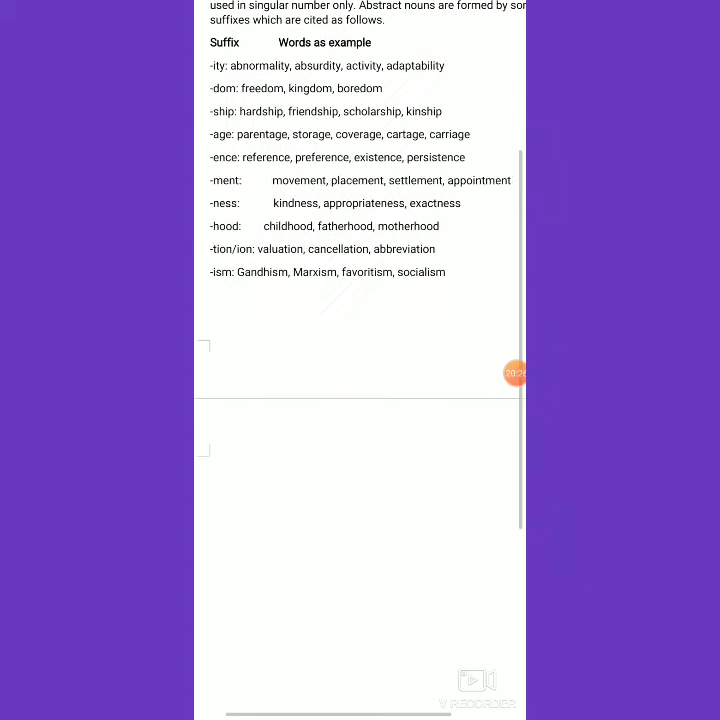 used in singular number only. Abstract nouns are formed by
suffixes which are cited as follows.
Suffix Words as example
-ity: abnormality, absurdity, activity, adaptability
-dom: freedom, kingdom, boredom
-ship: hardship, friendship, scholarship, kinship
-age: parentage, storage, coverage, cartage, carriage
-ence: reference, preference, existence, persistence
-ment: movement, placement, settlement, appointment
-ness: kindness, appropriateness, exactness
-hood: childhood, fatherhood, motherhood
-tion/ion: valuation, cancellation, abbreviation
-ism: Gandhism, Marxism, favoritism, socialism
V RECORDER